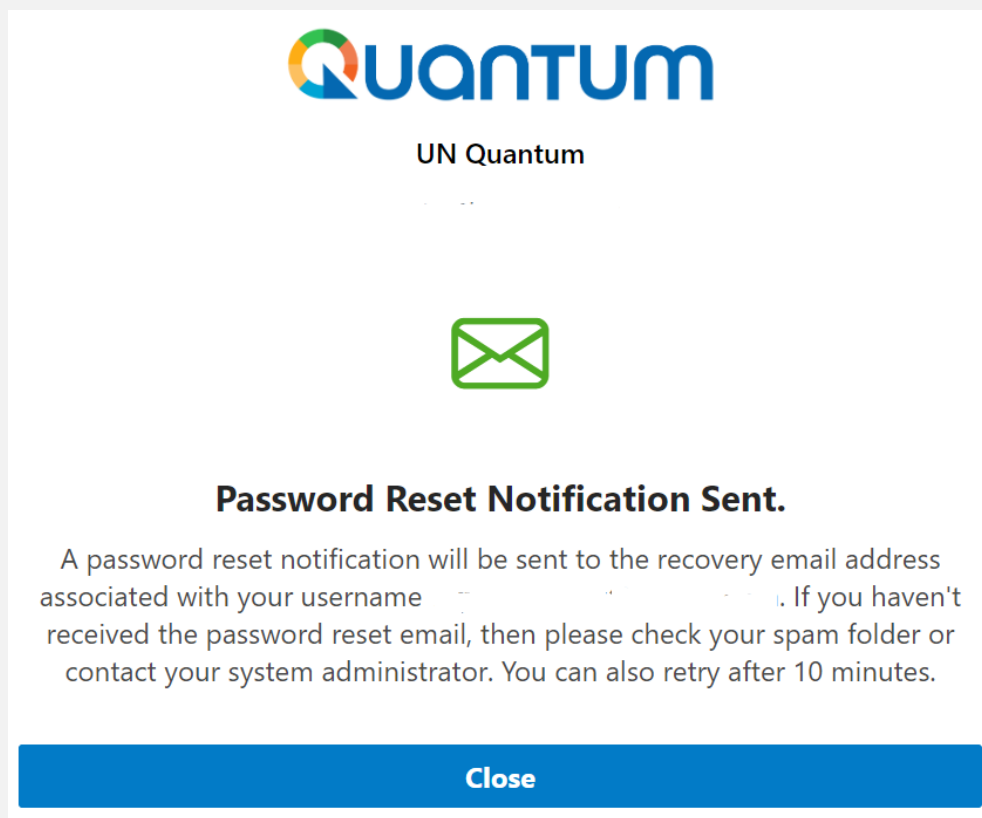 QUANTUM
UN Quantum
Password Reset Notification Sent.
A password reset notification will be sent to the recovery email address
associated with your username . If you haven't
received the password reset email, then please check your spam folder or
contact your system administrator. You can also retry after 10 minutes.
Close